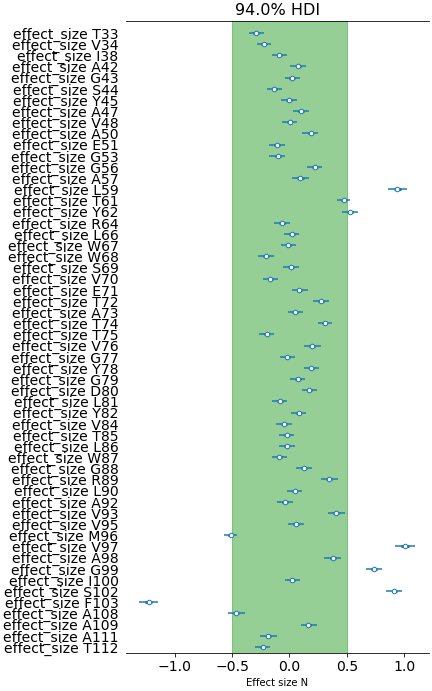 94.0% HDI
effect_size T33
effect_size V34
effect_size I38
effect_size A42
effect_size G43
effect_size S44
effect_size Y45
effect_size A47
effect_size V48
effect_size A50
effect_size E51
effect_size G53
effect_size G56
effect_size A57
effect_size L59
effect_size T61
effect_size Y62
effect_size R64
effect_size L66
effect_size W67
effect_size W68
effect_size S69
effect_size V70
effect_size E71
effect_size T72
effect_size A73
effect_size T74
effect_size T75
effect_size V76
effect_size G77
effect_size Y78
effect_size G79
effect_size D80
effect_size L81
effect_size Y82
effect_size V84
effect_size T85
effect_size L86
effect_size W87
effect_size G88
effect_size R89
effect_size L90
effect_size A92
effect_size V93
effect_size V95
effect_size M96
effect_size V97
effect_size A98
effect_size G99
effect_size I100
effect_size S102
effect_size F103
effect_size A108
effect_size A109
effect_size A111
effect_size T112
−1.0 −0.5 0.0 0.5 1.0
Effect size N